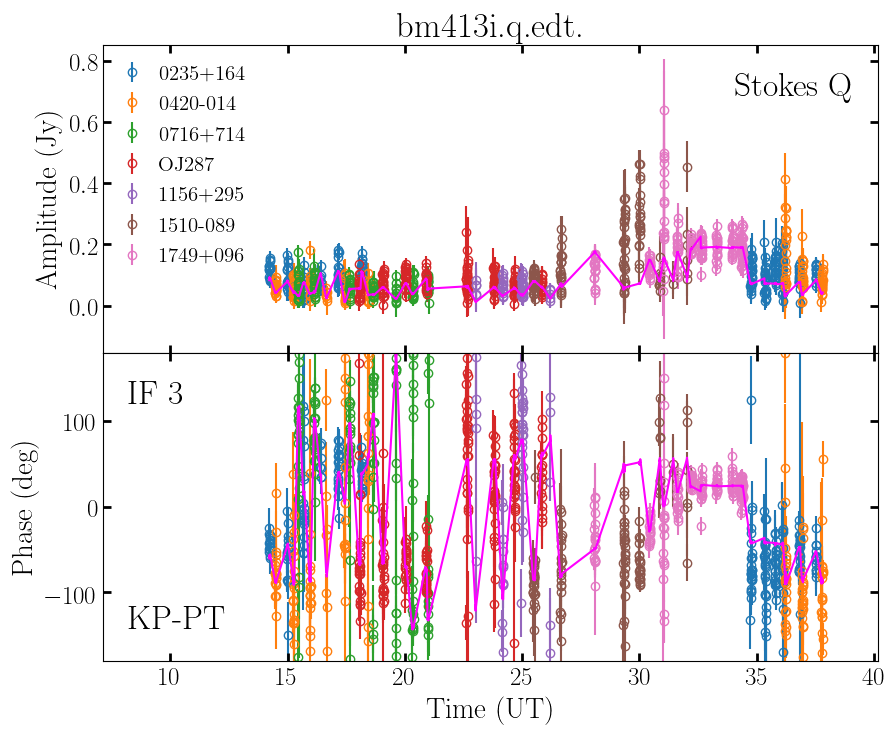 bm413i.q.edt.
0.8
0.6
0.4
0.2
0.0
Amplitude (Jy)
0235+164
0420-014
0716+714
OJ287
1156+295
1510-089
1749+096
Stokes Q
IF 3
KP-PT
100
0
−100
Phase (deg)
10
15
20
25
30
35
40
Time (UT)